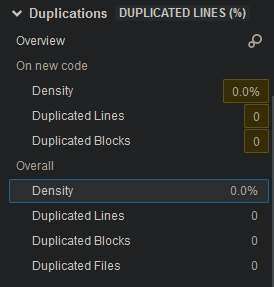 Duplications DUPLICATED LINES (%)
Overview
On new code
Density 0.0%
Duplicated Lines 0
Duplicated Blocks 0
Overall
Density 0.0%
Duplicated Lines 0
Duplicated Blocks 0
Duplicated Files 0